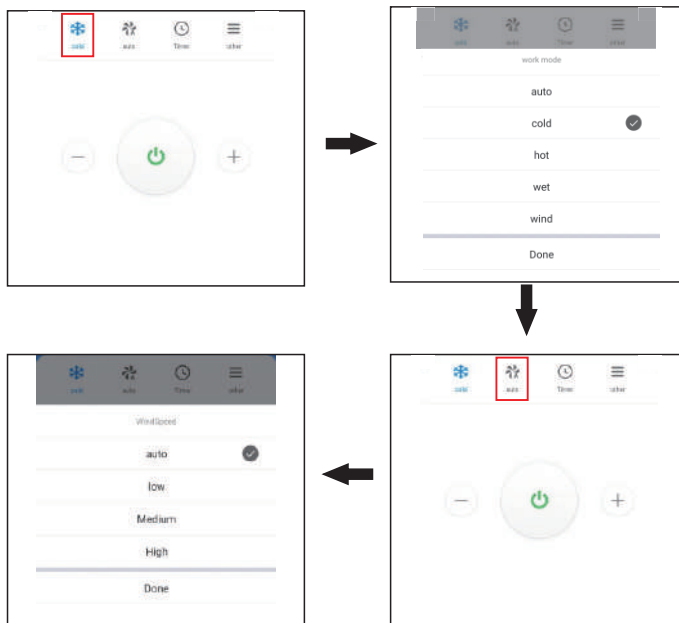 cold auto Timer other
cold auto Timer other
work mode
auto
cold
hot
wet
wind
Done
cold auto Timer other
WindSpeed
auto
low
Medium
High
Done
cold auto Timer other